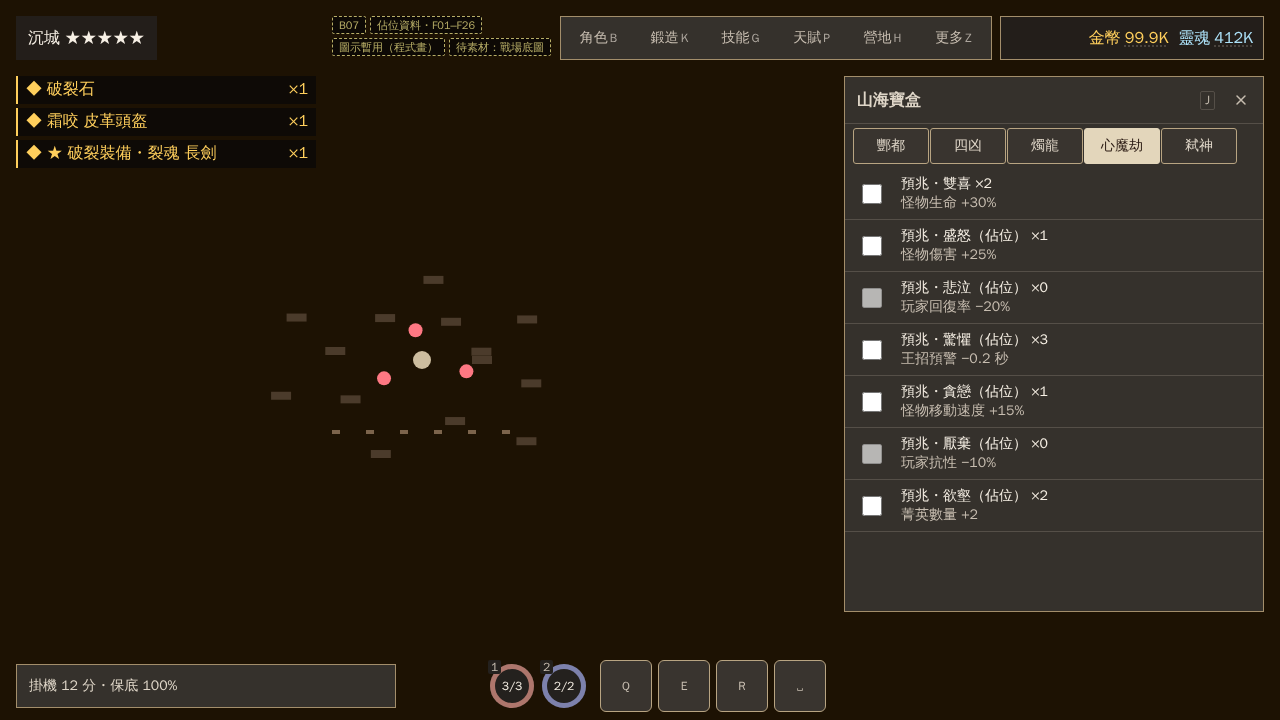 沉城 ★★★★★
B07 佔位資料・F01–F26
圖示暫用（程式畫） 待素材：戰場底圖
角色B 鍛造K 技能G 天賦P 營地H 更多Z
金幣 99.9K 靈魂 412K
◆ 破裂石 ×1
◆ 霜咬 皮革頭盔 ×1
◆ ★ 破裂裝備・裂魂 長劍 ×1
山海寶盒 J ×
酆都 四凶 燭龍 心魔劫 弒神
預兆・雙喜 ×2
怪物生命 +30%
預兆・盛怒（佔位） ×1
怪物傷害 +25%
預兆・悲泣（佔位） ×0
玩家回復率 −20%
預兆・驚懼（佔位） ×3
王招預警 −0.2 秒
預兆・貪戀（佔位） ×1
怪物移動速度 +15%
預兆・厭棄（佔位） ×0
玩家抗性 −10%
預兆・欲壑（佔位） ×2
菁英數量 +2
掛機 12 分・保底 100%
1 3/3 2 2/2 Q E R ⎵